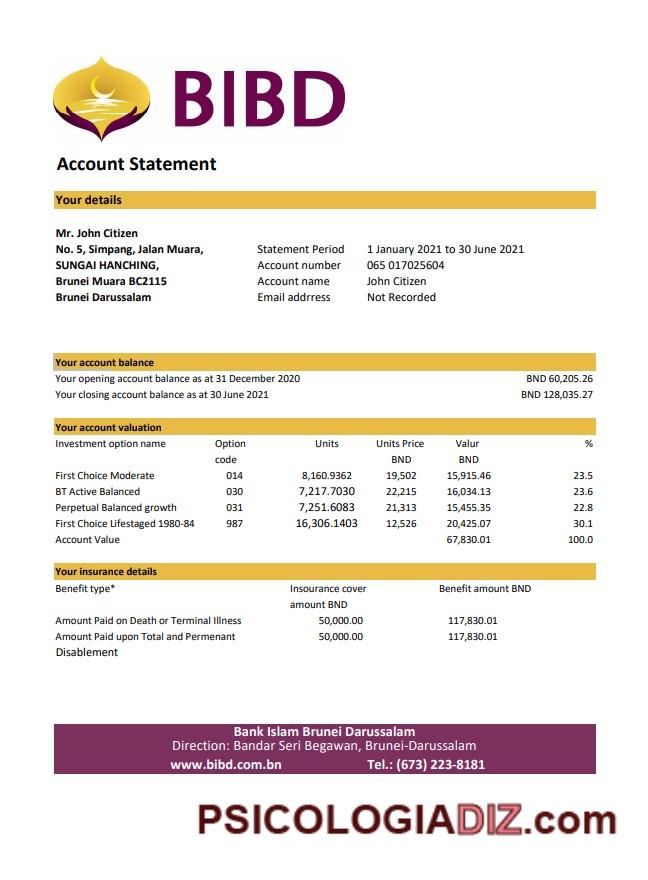 BIBD
Account Statement
Your details
Mr. John Citizen
No. 5, Simpang, Jalan Muara, Statement Period 1 January 2021 to 30 June 2021
SUNGAI HANCHING, Account number 065 017025604
Brunei Muara BC2115 Account name John Citizen
Brunei Darussalam Email addrress Not Recorded
Your account balance
Your opening account balance as at 31 December 2020 BND 60,205.26
Your closing account balance as at 30 June 2021 BND 128,035.27
Your account valuation
Investment option name Option Units Units Price Valur %
code BND BND
First Choice Moderate 014 8,160.9362 19,502 15,915.46 23.5
BT Active Balanced 030 7,217.7030 22,215 16,034.13 23.6
Perpetual Balanced growth 031 7,251.6083 21,313 15,455.35 22.8
First Choice Lifestaged 1980-84 987 16,306.1403 12,526 20,425.07 30.1
Account Value 67,830.01 100.0
Your insurance details
Benefit type* Insourance cover Benefit amount BND
amount BND
Amount Paid on Death or Terminal Illness 50,000.00 117,830.01
Amount Paid upon Total and Permenant 50,000.00 117,830.01
Disablement
Bank Islam Brunei Darussalam
Direction: Bandar Seri Begawan, Brunei-Darussalam
www.bibd.com.bn Tel.: (673) 223-8181
PSICOLOGIADIZ.com